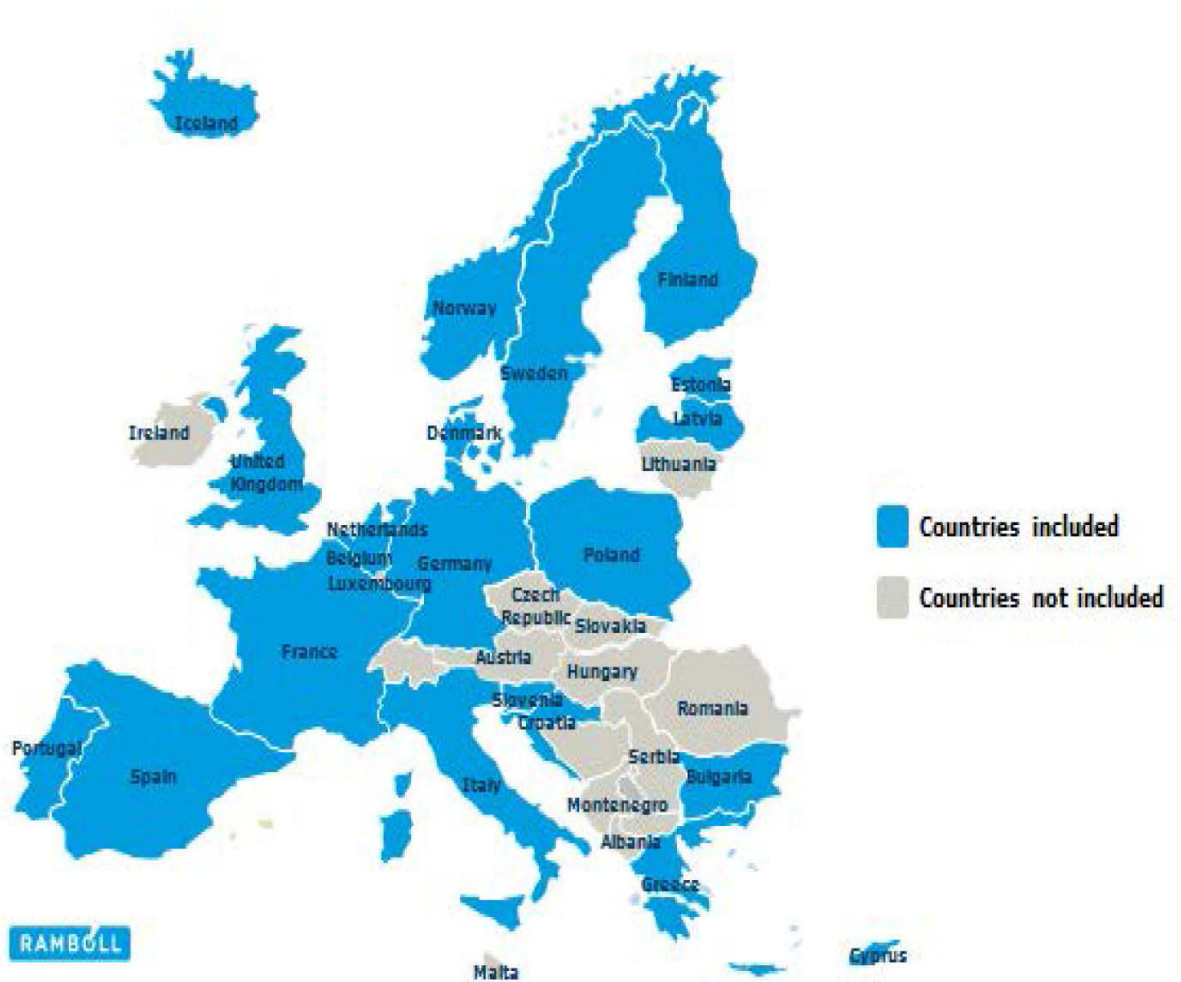 Iceland
Norway
Finland
Sweden
Estonia
Latvia
Lithuania
Ireland
Denmark
United
Kingdom
Netherlands
Belgium
Luxembourg
Germany
Poland
Czech
Republic
Slovakia
France
Austria
Hungary
Slovenia
Croatia
Romania
Portugal
Spain
Italy
Serbia
Bulgaria
Montenegro
Albania
Greece
Malta
Cyprus
Countries included
Countries not included
RAMBOLL